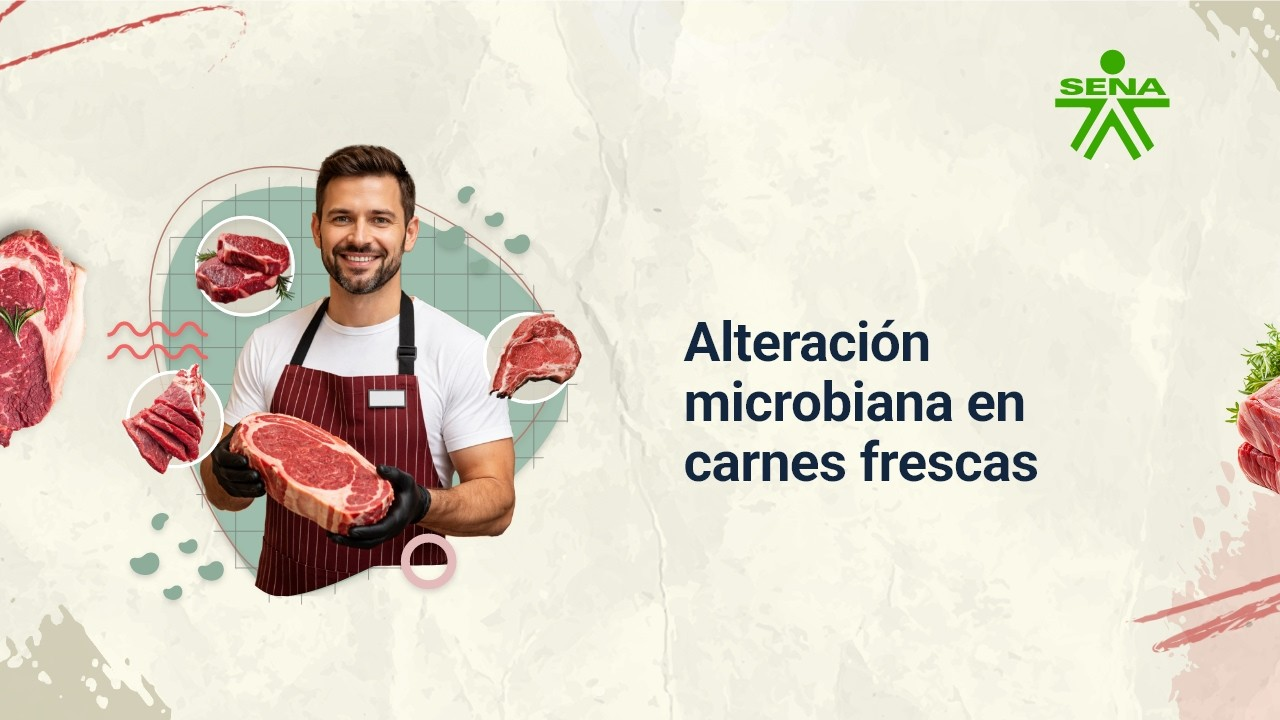 SENA
Alteración
microbiana en
carnes frescas